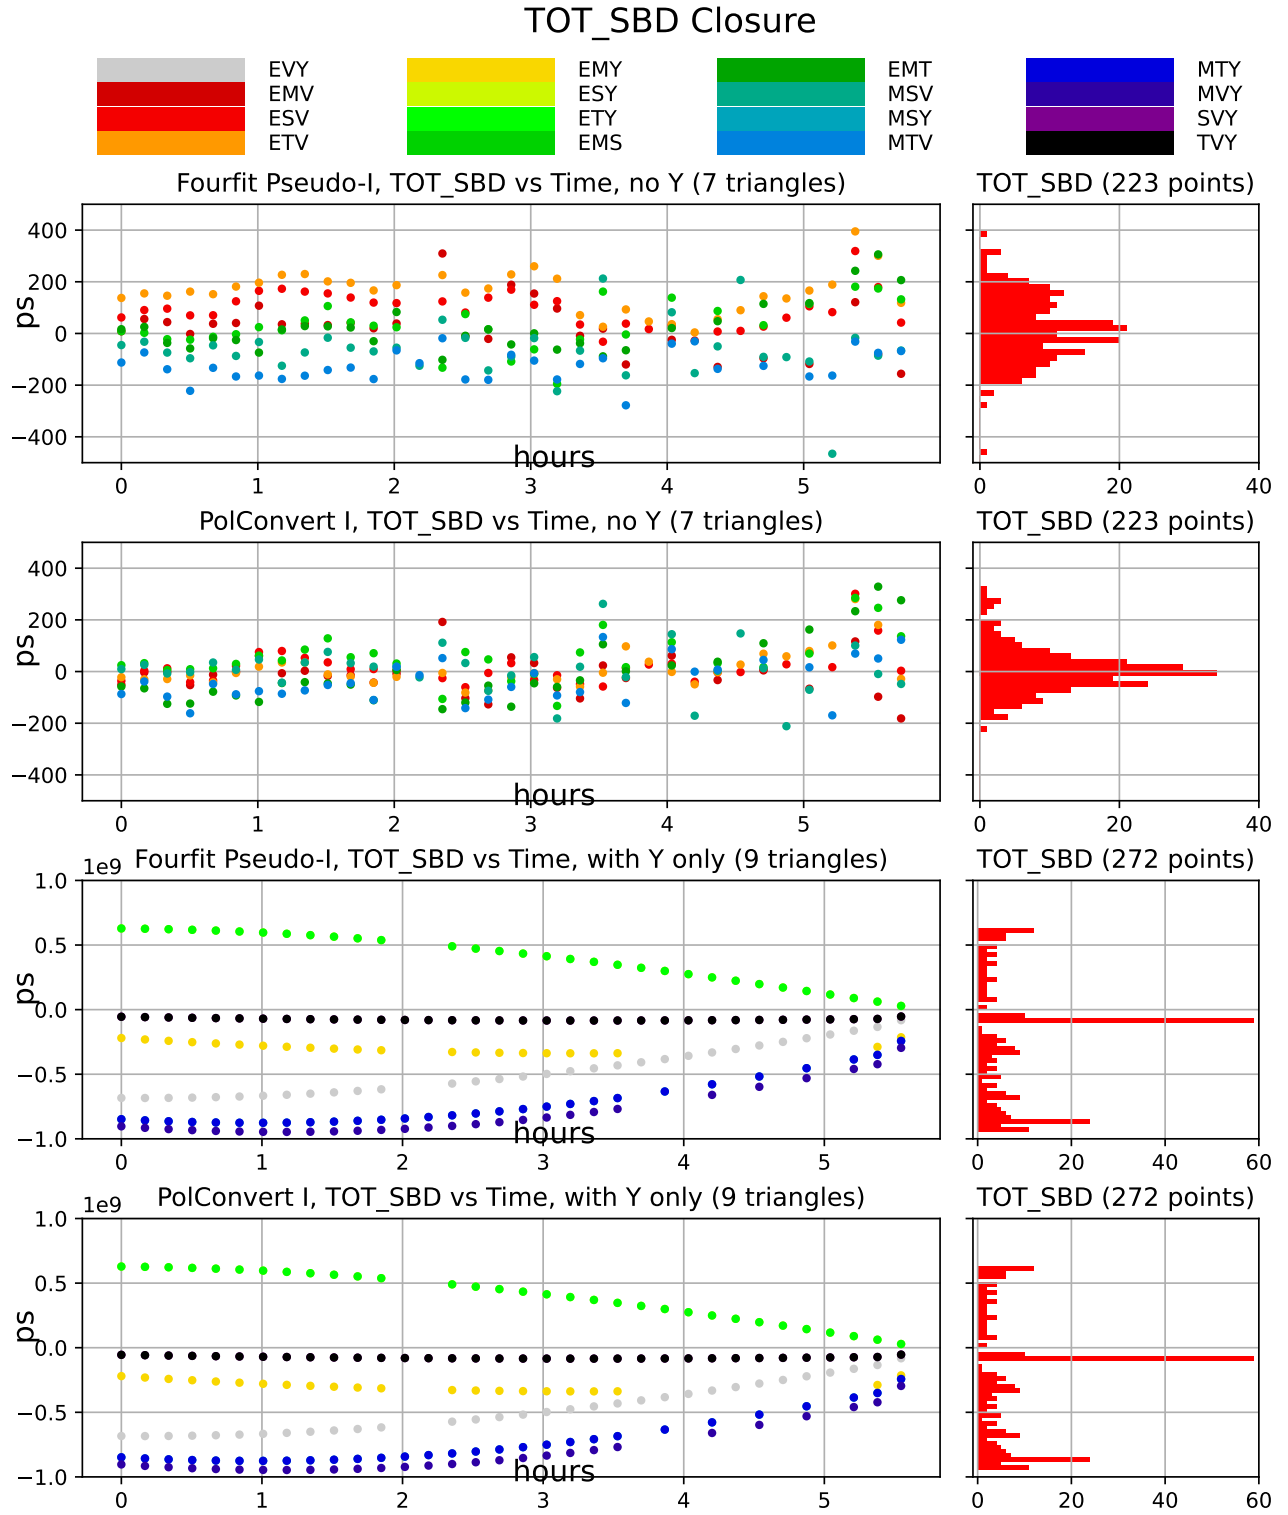 TOT_SBD Closure
EVY EMY EMT MTY
EMV ESY MSV MVY
ESV ETY MSY SVY
ETV EMS MTV TVY
Fourfit Pseudo-I, TOT_SBD vs Time, no Y (7 triangles) TOT_SBD (223 points)
400
200
0
−200
−400
ps
hours
0 1 2 3 4 5 0 20 40
PolConvert I, TOT_SBD vs Time, no Y (7 triangles) TOT_SBD (223 points)
400
200
0
−200
−400
ps
hours
0 1 2 3 4 5 0 20 40
1e9 Fourfit Pseudo-I, TOT_SBD vs Time, with Y only (9 triangles) TOT_SBD (272 points)
1.0
0.5
0.0
−0.5
−1.0
ps
hours
0 1 2 3 4 5 0 20 40 60
1e9 PolConvert I, TOT_SBD vs Time, with Y only (9 triangles) TOT_SBD (272 points)
1.0
0.5
0.0
−0.5
−1.0
ps
hours
0 1 2 3 4 5 0 20 40 60